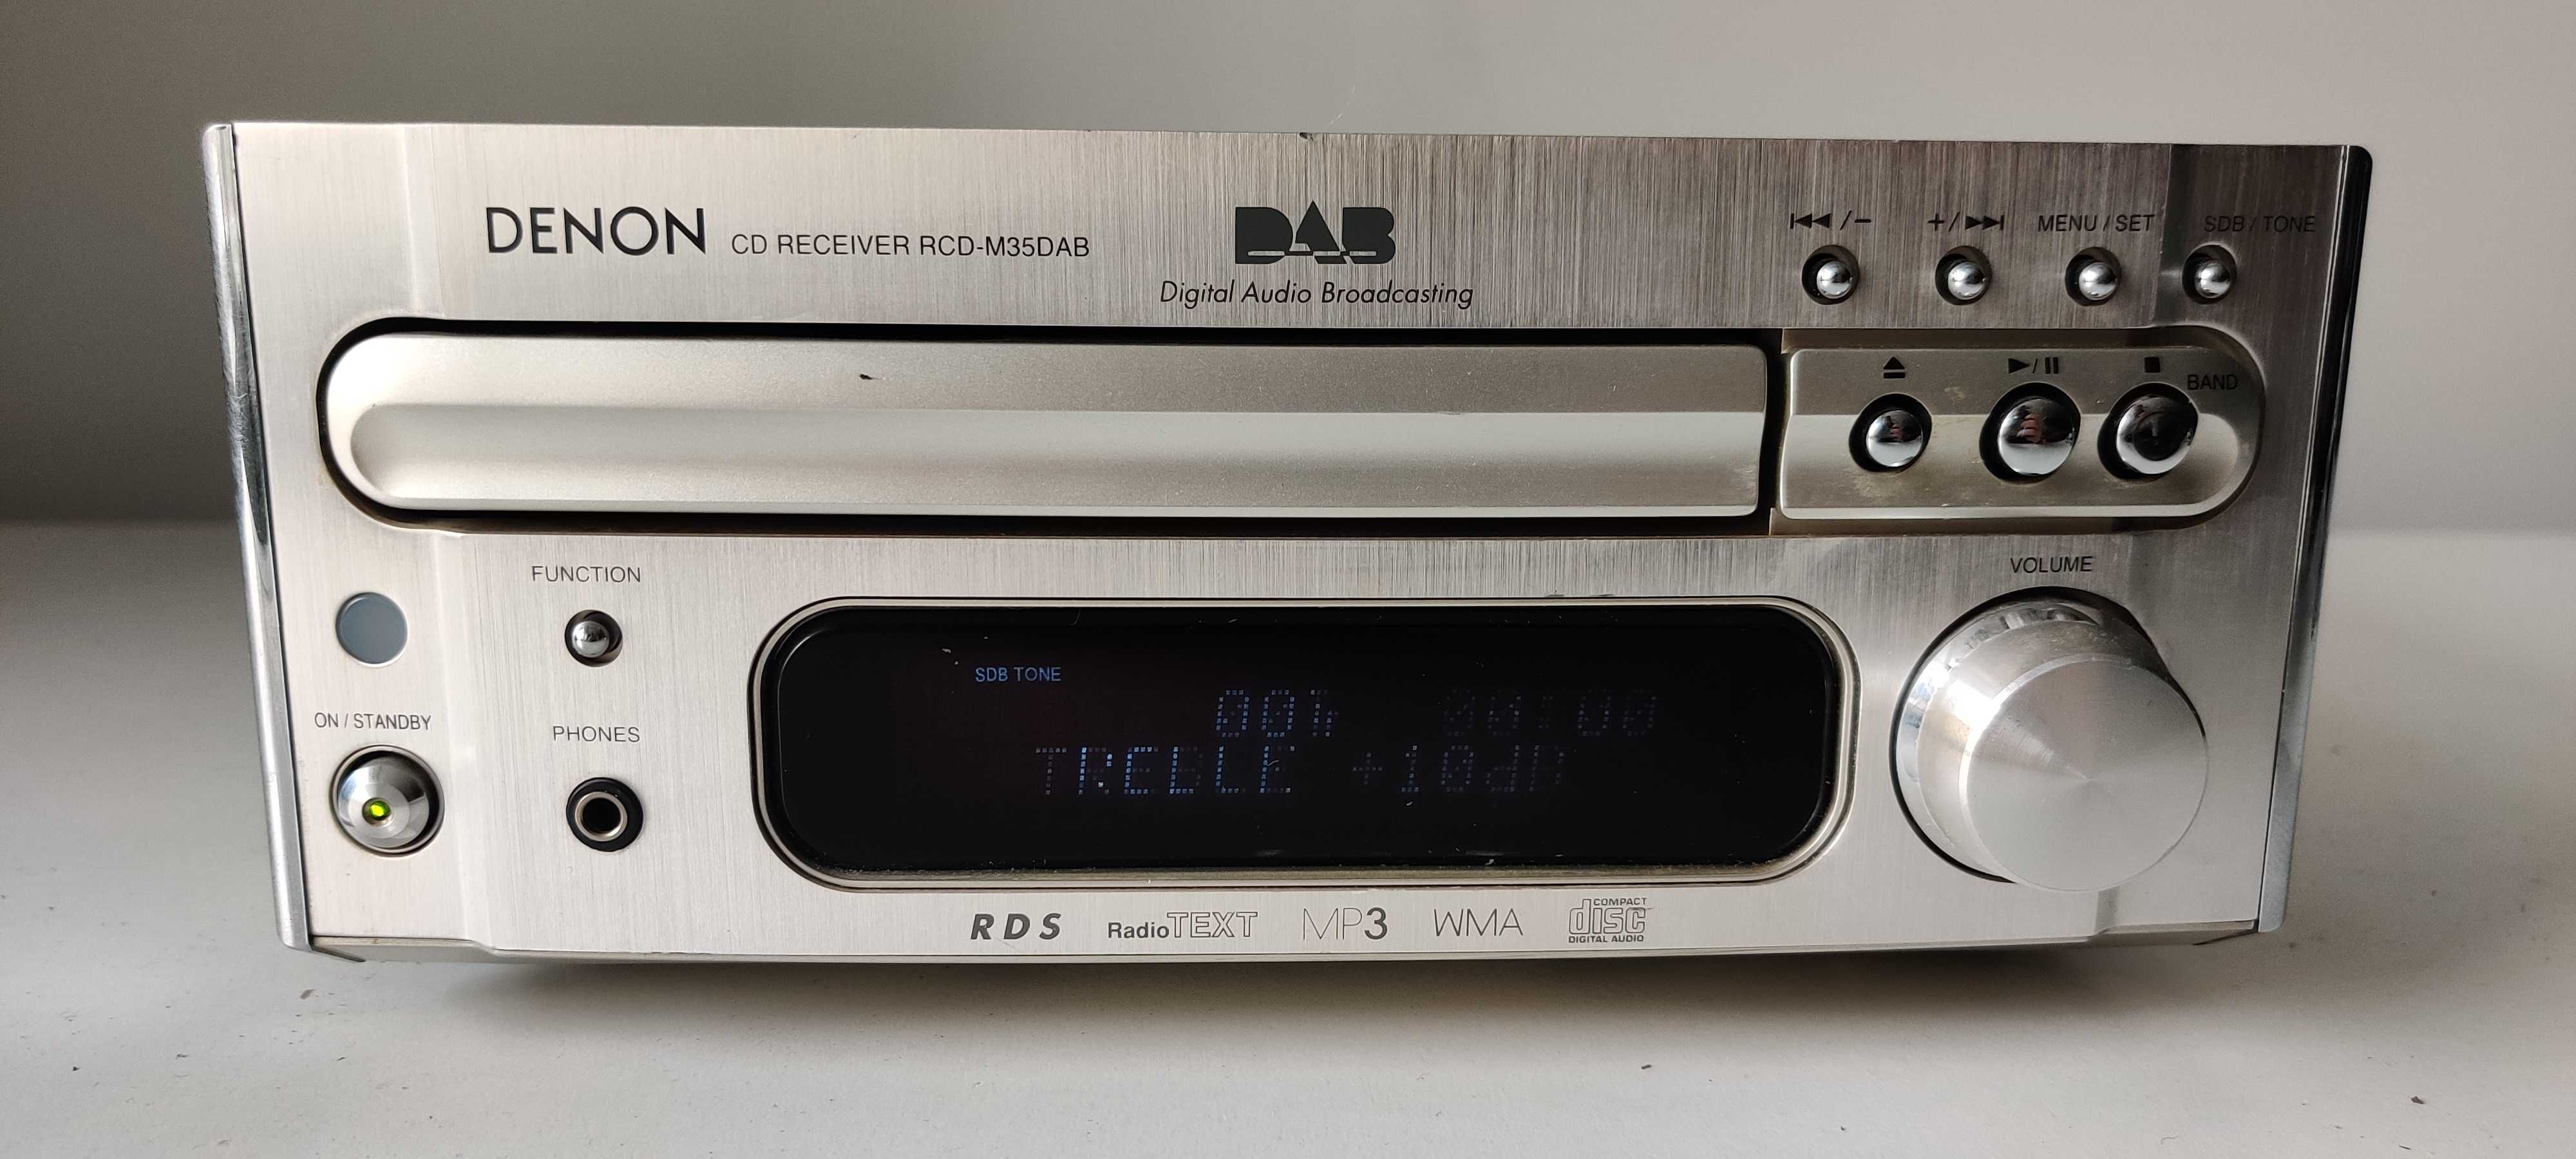 DENON CD RECEIVER RCD-M35DAB
DAB
Digital Audio Broadcasting
/ - + / MENU / SET SDB / TONE
BAND
FUNCTION
VOLUME
ON / STANDBY
PHONES
SDB TONE
TREBLE +10dB
RDS RadioTEXT MP3 WMA COMPACT disc DIGITAL AUDIO